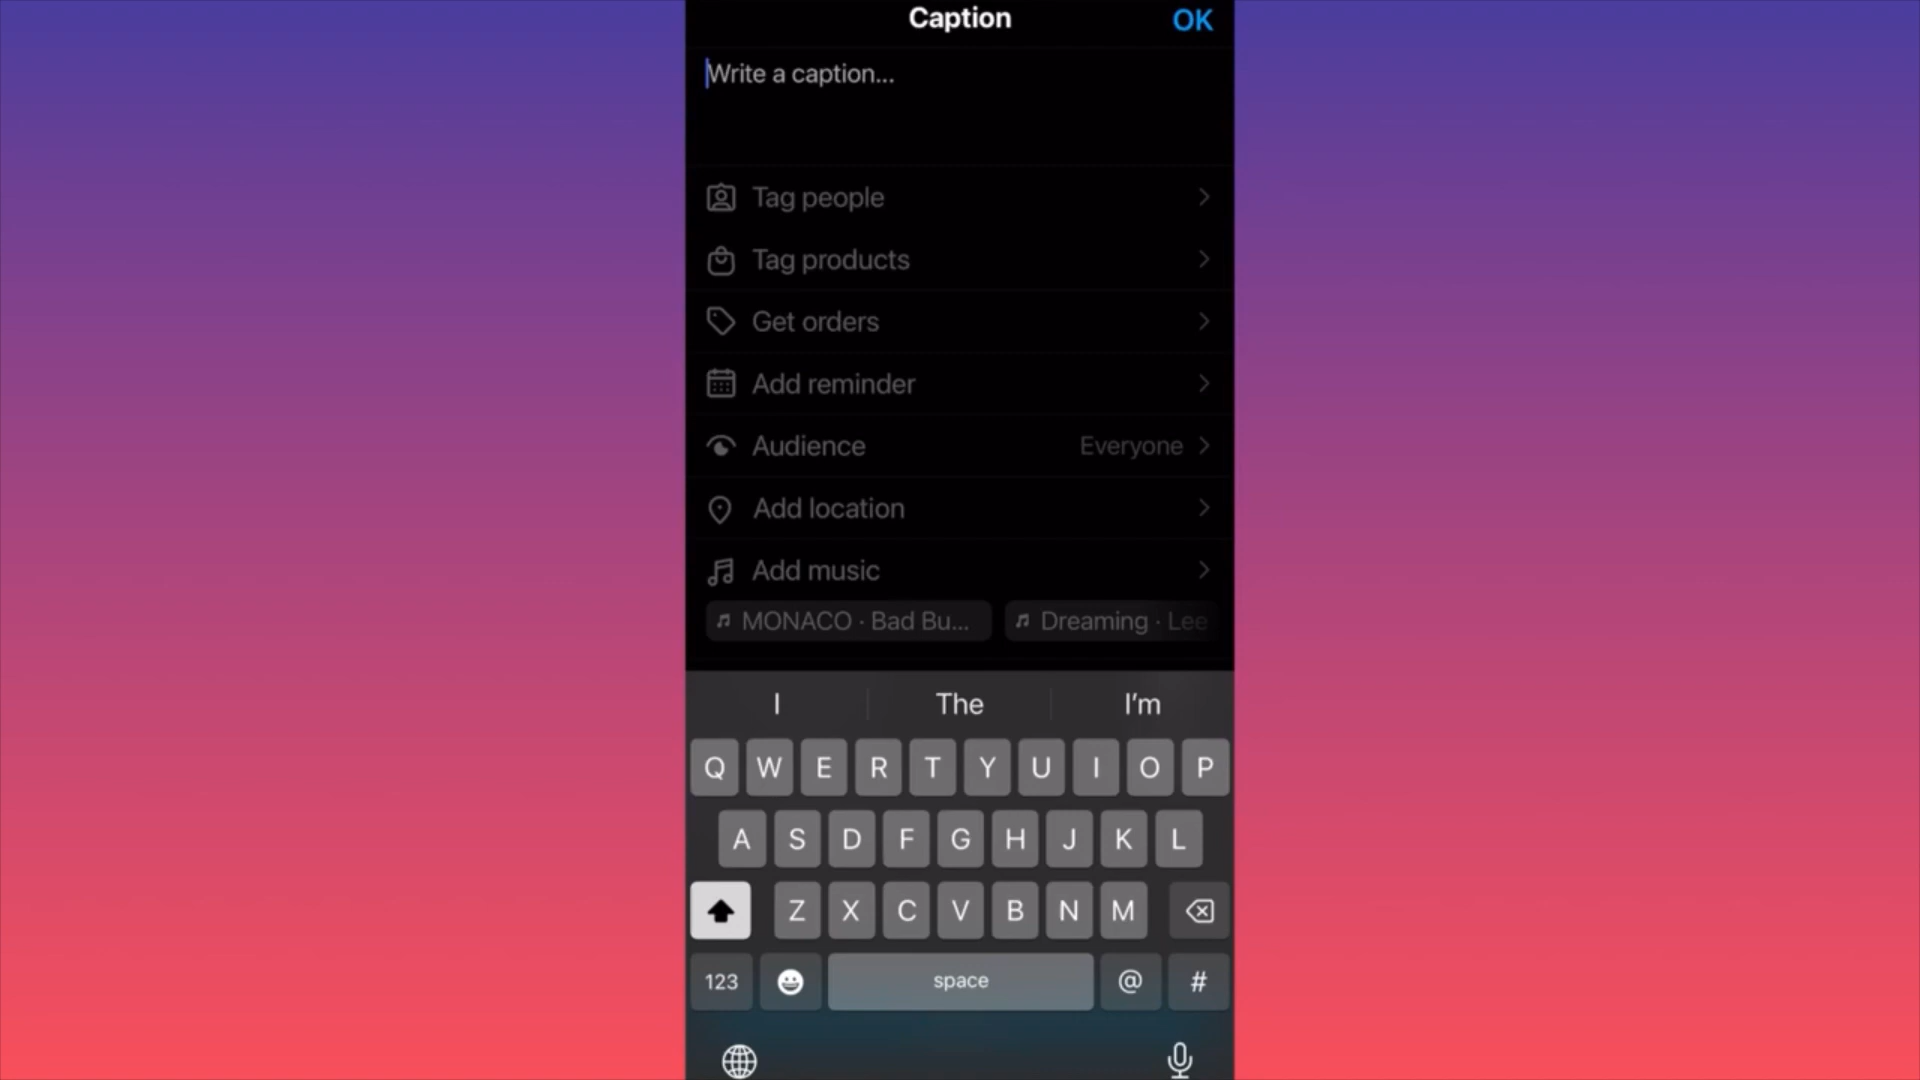 Caption
OK
Write a caption...
Tag people
Tag products
Get orders
Add reminder
Audience
Everyone
Add location
Add music
MONACO · Bad Bu...
Dreaming · Lee
I The I'm
Q W E R T Y U I O P
A S D F G H J K L
Z X C V B N M
123 space @ #